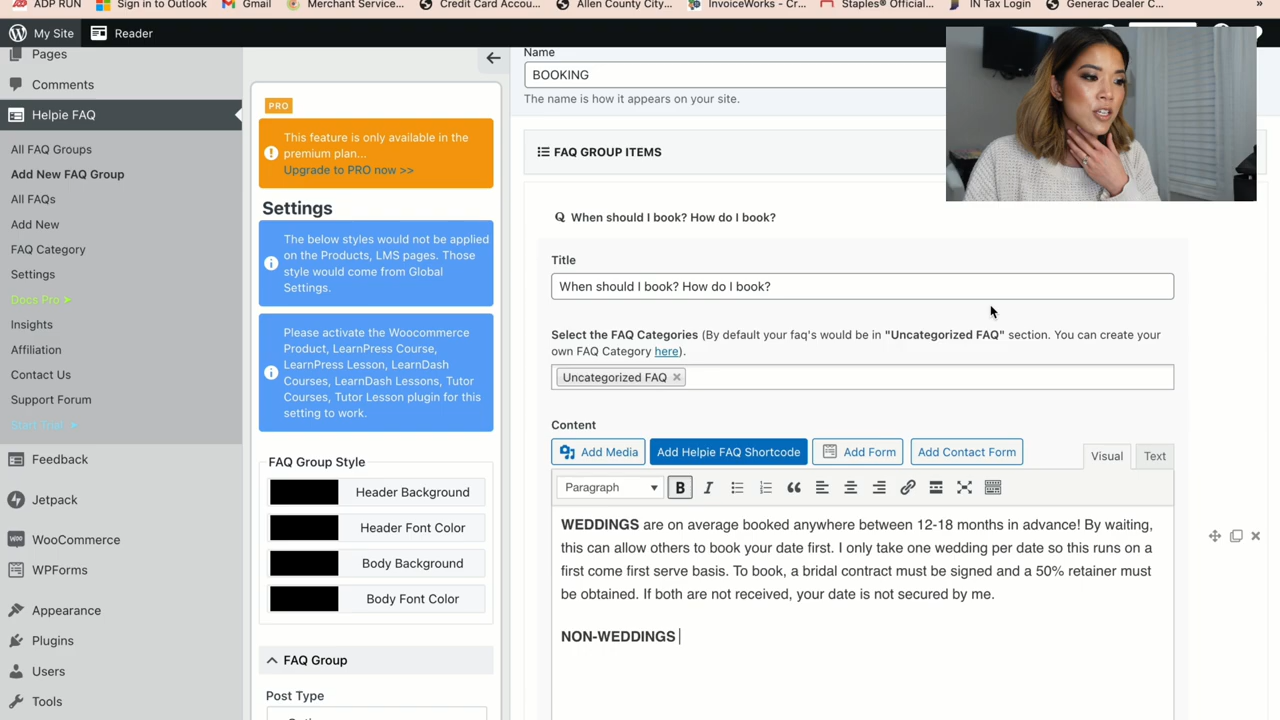 ADP RUN
Sign in to Outlook
Gmail
Merchant Service...
Credit Card Accou...
Allen County City...
InvoiceWorks - Cr...
Staples® Official...
IN Tax Login
Generac Dealer C...
»
My Site
Reader
Pages
Comments
Helpie FAQ
All FAQ Groups
Add New FAQ Group
All FAQs
Add New
FAQ Category
Settings
Docs Pro ➤
Insights
Affiliation
Contact Us
Support Forum
Start Trial ➤
Feedback
Jetpack
WooCommerce
WPForms
Appearance
Plugins
Users
Tools
PRO
This feature is only available in the
premium plan...
Upgrade to PRO now >>
Settings
The below styles would not be applied
on the Products, LMS pages. Those
style would come from Global
Settings.
Please activate the Woocommerce
Product, LearnPress Course,
LearnPress Lesson, LearnDash
Courses, LearnDash Lessons, Tutor
Courses, Tutor Lesson plugin for this
setting to work.
FAQ Group Style
Header Background
Header Font Color
Body Background
Body Font Color
FAQ Group
Post Type
Name
BOOKING
The name is how it appears on your site.
FAQ GROUP ITEMS
Q When should I book? How do I book?
Title
When should I book? How do I book?
Select the FAQ Categories (By default your faq's would be in "Uncategorized FAQ" section. You can create your
own FAQ Category here).
Uncategorized FAQ ×
Content
Add Media
Add Helpie FAQ Shortcode
Add Form
Add Contact Form
Visual
Text
Paragraph
B I
WEDDINGS are on average booked anywhere between 12-18 months in advance! By waiting,
this can allow others to book your date first. I only take one wedding per date so this runs on a
first come first serve basis. To book, a bridal contract must be signed and a 50% retainer must
be obtained. If both are not received, your date is not secured by me.
NON-WEDDINGS